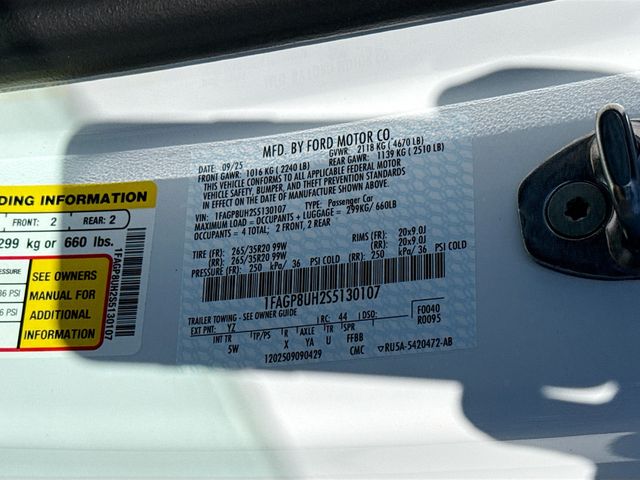 MFD. BY FORD MOTOR CO.
DATE: 09/25 GVWR: 2118 KG ( 4670 LB)
FRONT GAWR: 1016 KG ( 2240 LB) REAR GAWR: 1139 KG ( 2510 LB)
THIS VEHICLE CONFORMS TO ALL APPLICABLE FEDERAL MOTOR
VEHICLE SAFETY, BUMPER, AND THEFT PREVENTION STANDARDS
IN EFFECT ON THE DATE OF MANUFACTURE SHOWN ABOVE.
VIN: 1FAGP8UH2S5130107 TYPE: Passenger Car
MAXIMUM LOAD = OCCUPANTS + LUGGAGE = 299KG/ 660LB
OCCUPANTS = 4 TOTAL: 2 FRONT, 2 REAR
TIRE (FR): 265/35R20 99W RIMS (FR): 20x9.0J
(RR): 265/35R20 99W (RR): 20x9.0J
PRESSURE (FR): 250 kPa/ 36 PSI COLD (RR): 250 kPa/ 36 PSI COLD
1FAGP8UH2S5130107
TRAILER TOWING - SEE OWNERS GUIDE
EXT PNT: YZ RC: 44 DSO: F0040
R0095
INT TR TP/PS R AXLE TR SPR
5W X YA U FFBB
1202509090429 CMC RU5A-5420472-AB
DING INFORMATION
FRONT: 2 REAR: 2
299 kg or 660 lbs.
PRESSURE
36 PSI
6 PSI
SEE OWNERS
MANUAL FOR
ADDITIONAL
INFORMATION
1FAGP8UH2S5130107